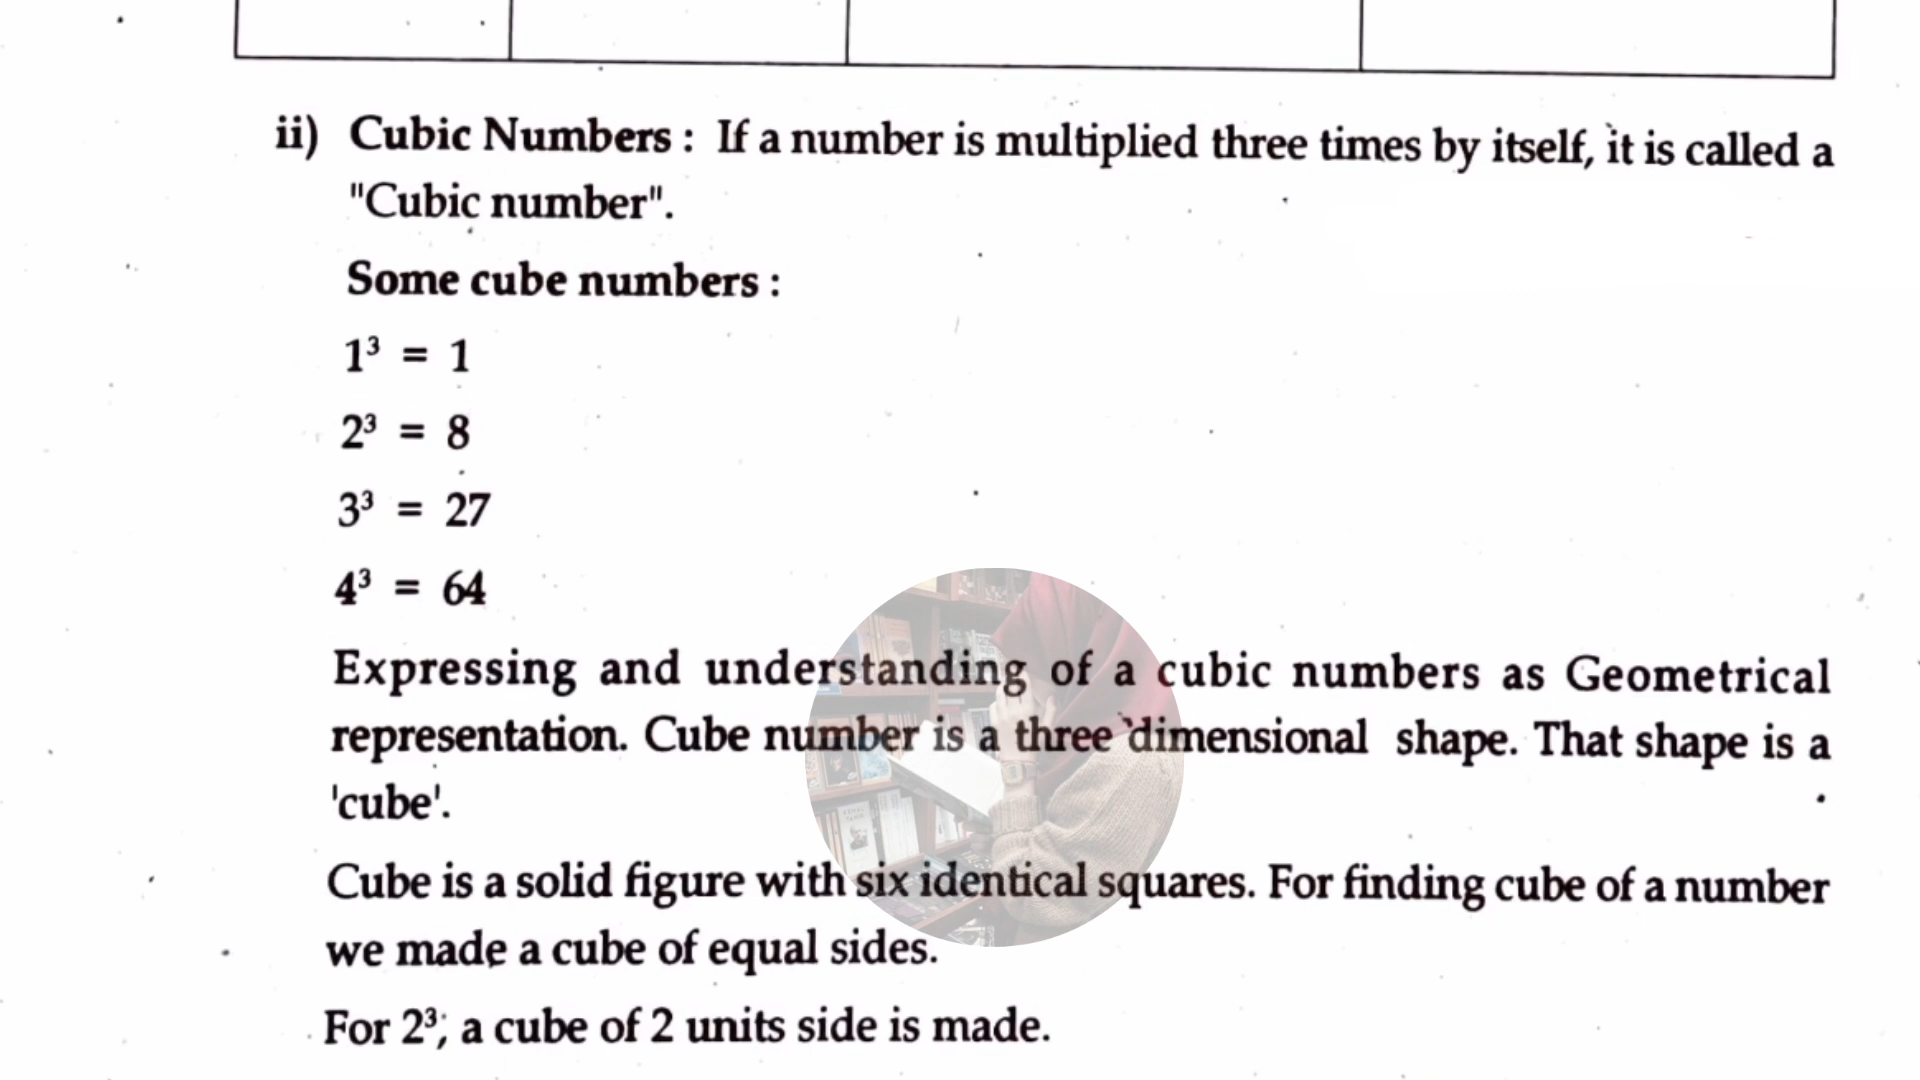 ii) Cubic Numbers : If a number is multiplied three times by itself, it is called a
"Cubic number".
Some cube numbers :
1³ = 1
2³ = 8
3³ = 27
4³ = 64
Expressing and understanding of a cubic numbers as Geometrical
representation. Cube number is a three dimensional shape. That shape is a
'cube'.
Cube is a solid figure with six identical squares. For finding cube of a number
we made a cube of equal sides.
For 2³; a cube of 2 units side is made.